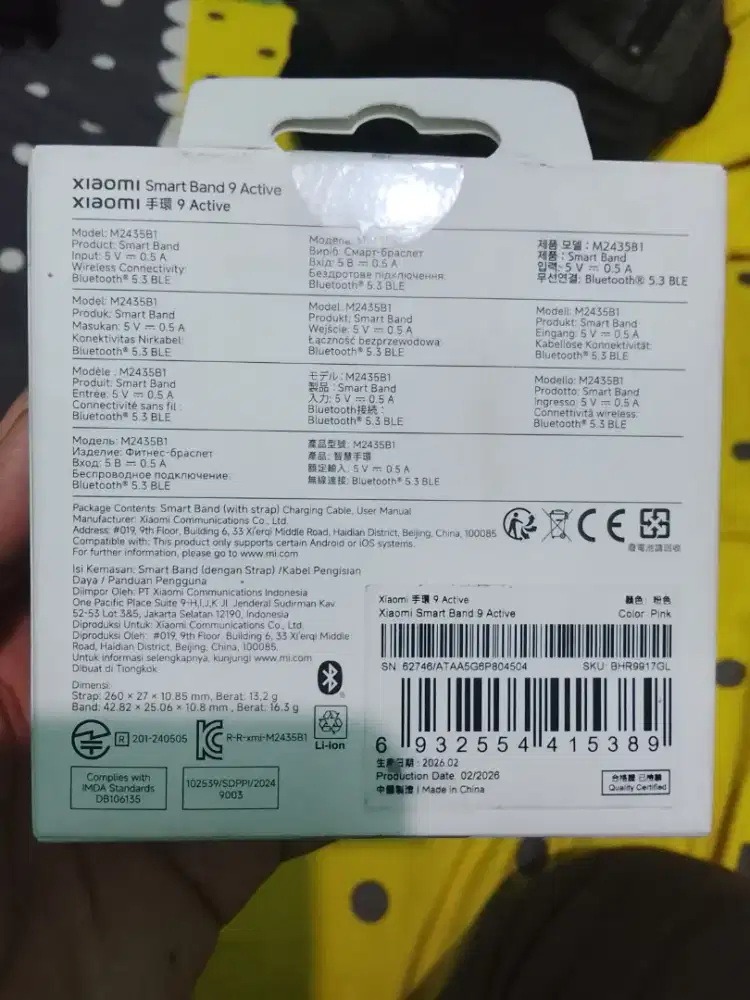 xiaomi Smart Band 9 Active
xiaomi 手環 9 Active
Model: M2435B1
Product: Smart Band
Input: 5 V ⎓ 0.5 A
Wireless Connectivity:
Bluetooth® 5.3 BLE
Модель:
Виріб: Смарт-браслет
Вхід: 5 В ⎓ 0.5 A
Бездротове підключення:
Bluetooth® 5.3 BLE
제품 모델 : M2435B1
제품 : Smart Band
입력: 5 V ⎓ 0.5 A
무선연결: Bluetooth® 5.3 BLE
Model: M2435B1
Produk: Smart Band
Masukan: 5 V ⎓ 0.5 A
Konektivitas Nirkabel:
Bluetooth® 5.3 BLE
Model: M2435B1
Produkt: Smart Band
Wejście: 5 V ⎓ 0.5 A
Łączność bezprzewodowa:
Bluetooth® 5.3 BLE
Modell: M2435B1
Produkt: Smart Band
Eingang: 5 V ⎓ 0.5 A
Kabellose Konnektivität:
Bluetooth® 5.3 BLE
Modèle : M2435B1
Produit: Smart Band
Entrée: 5 V ⎓ 0.5 A
Connectivité sans fil :
Bluetooth® 5.3 BLE
モデル : M2435B1
製品 : Smart Band
入力: 5 V ⎓ 0.5 A
Bluetooth接続 :
Bluetooth® 5.3 BLE
Modello: M2435B1
Prodotto: Smart Band
Ingresso: 5 V ⎓ 0.5 A
Connettività wireless:
Bluetooth® 5.3 BLE
Модель: M2435B1
Изделие: Фитнес-браслет
Вход: 5 В ⎓ 0.5 A
Беспроводное подключение:
Bluetooth® 5.3 BLE
產品型號: M2435B1
產品: 智慧手環
額定輸入: 5 V ⎓ 0.5 A
無線連接: Bluetooth® 5.3 BLE
Package Contents: Smart Band (with strap) Charging Cable, User Manual
Manufacturer: Xiaomi Communications Co., Ltd.
Address: #019, 9th Floor, Building 6, 33 Xi'erqi Middle Road, Haidian District, Beijing, China, 100085
Compatible with: This product only supports certain Android or iOS systems.
For further information, please go to www.mi.com
CE
廢電池請回收
Isi Kemasan: Smart Band (dengan Strap) /Kabel Pengisian
Daya / Panduan Pengguna
Diimpor Oleh: PT Xiaomi Communications Indonesia
One Pacific Place Suite 9-H,I,J,K Jl Jenderal Sudirman Kav
52-53 Lot 3&5, Jakarta Selatan 12190, Indonesia
Diproduksi Untuk: Xiaomi Communications Co., Ltd.
Diproduksi Oleh: #019, 9th Floor, Building 6, 33 Xi'erqi Middle
Road, Haidian District, Beijing, China, 100085.
Untuk informasi selengkapnya, kunjungi www.mi.com
Dibuat di Tiongkok
Dimensi:
Strap: 260 × 27 × 10.85 mm, Berat: 13.2 g
Band: 42.82 × 25.06 × 10.8 mm , Berat: 16.3 g
R 201-240505
R-R-xmi-M2435B1
Li-ion
Complies with
IMDA Standards
DB106135
102539/SDPPI/2024
9003
Xiaomi 手環 9 Active
顏色: 粉色
Xiaomi Smart Band 9 Active
Color: Pink
SN: 62746/ATAA5G6P804504
SKU: BHR9917GL
6 932554 415389
生產日期: 2026.02
Production Date: 02/2026
中國製造 | Made in China
合格證 已檢驗
Quality Certified